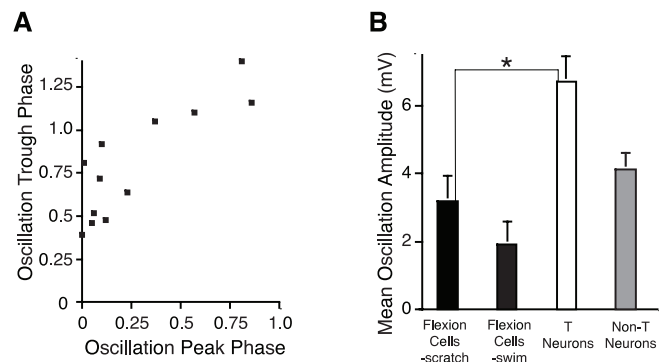 A
Oscillation Trough Phase
1.25
1.0
0.75
0.5
0.25
0
0 0.25 0.5 0.75 1.0
Oscillation Peak Phase
B
Mean Oscillation Amplitude (mV)
6
4
2
0
*
Flexion Cells -scratch
Flexion Cells -swim
T Neurons
Non-T Neurons